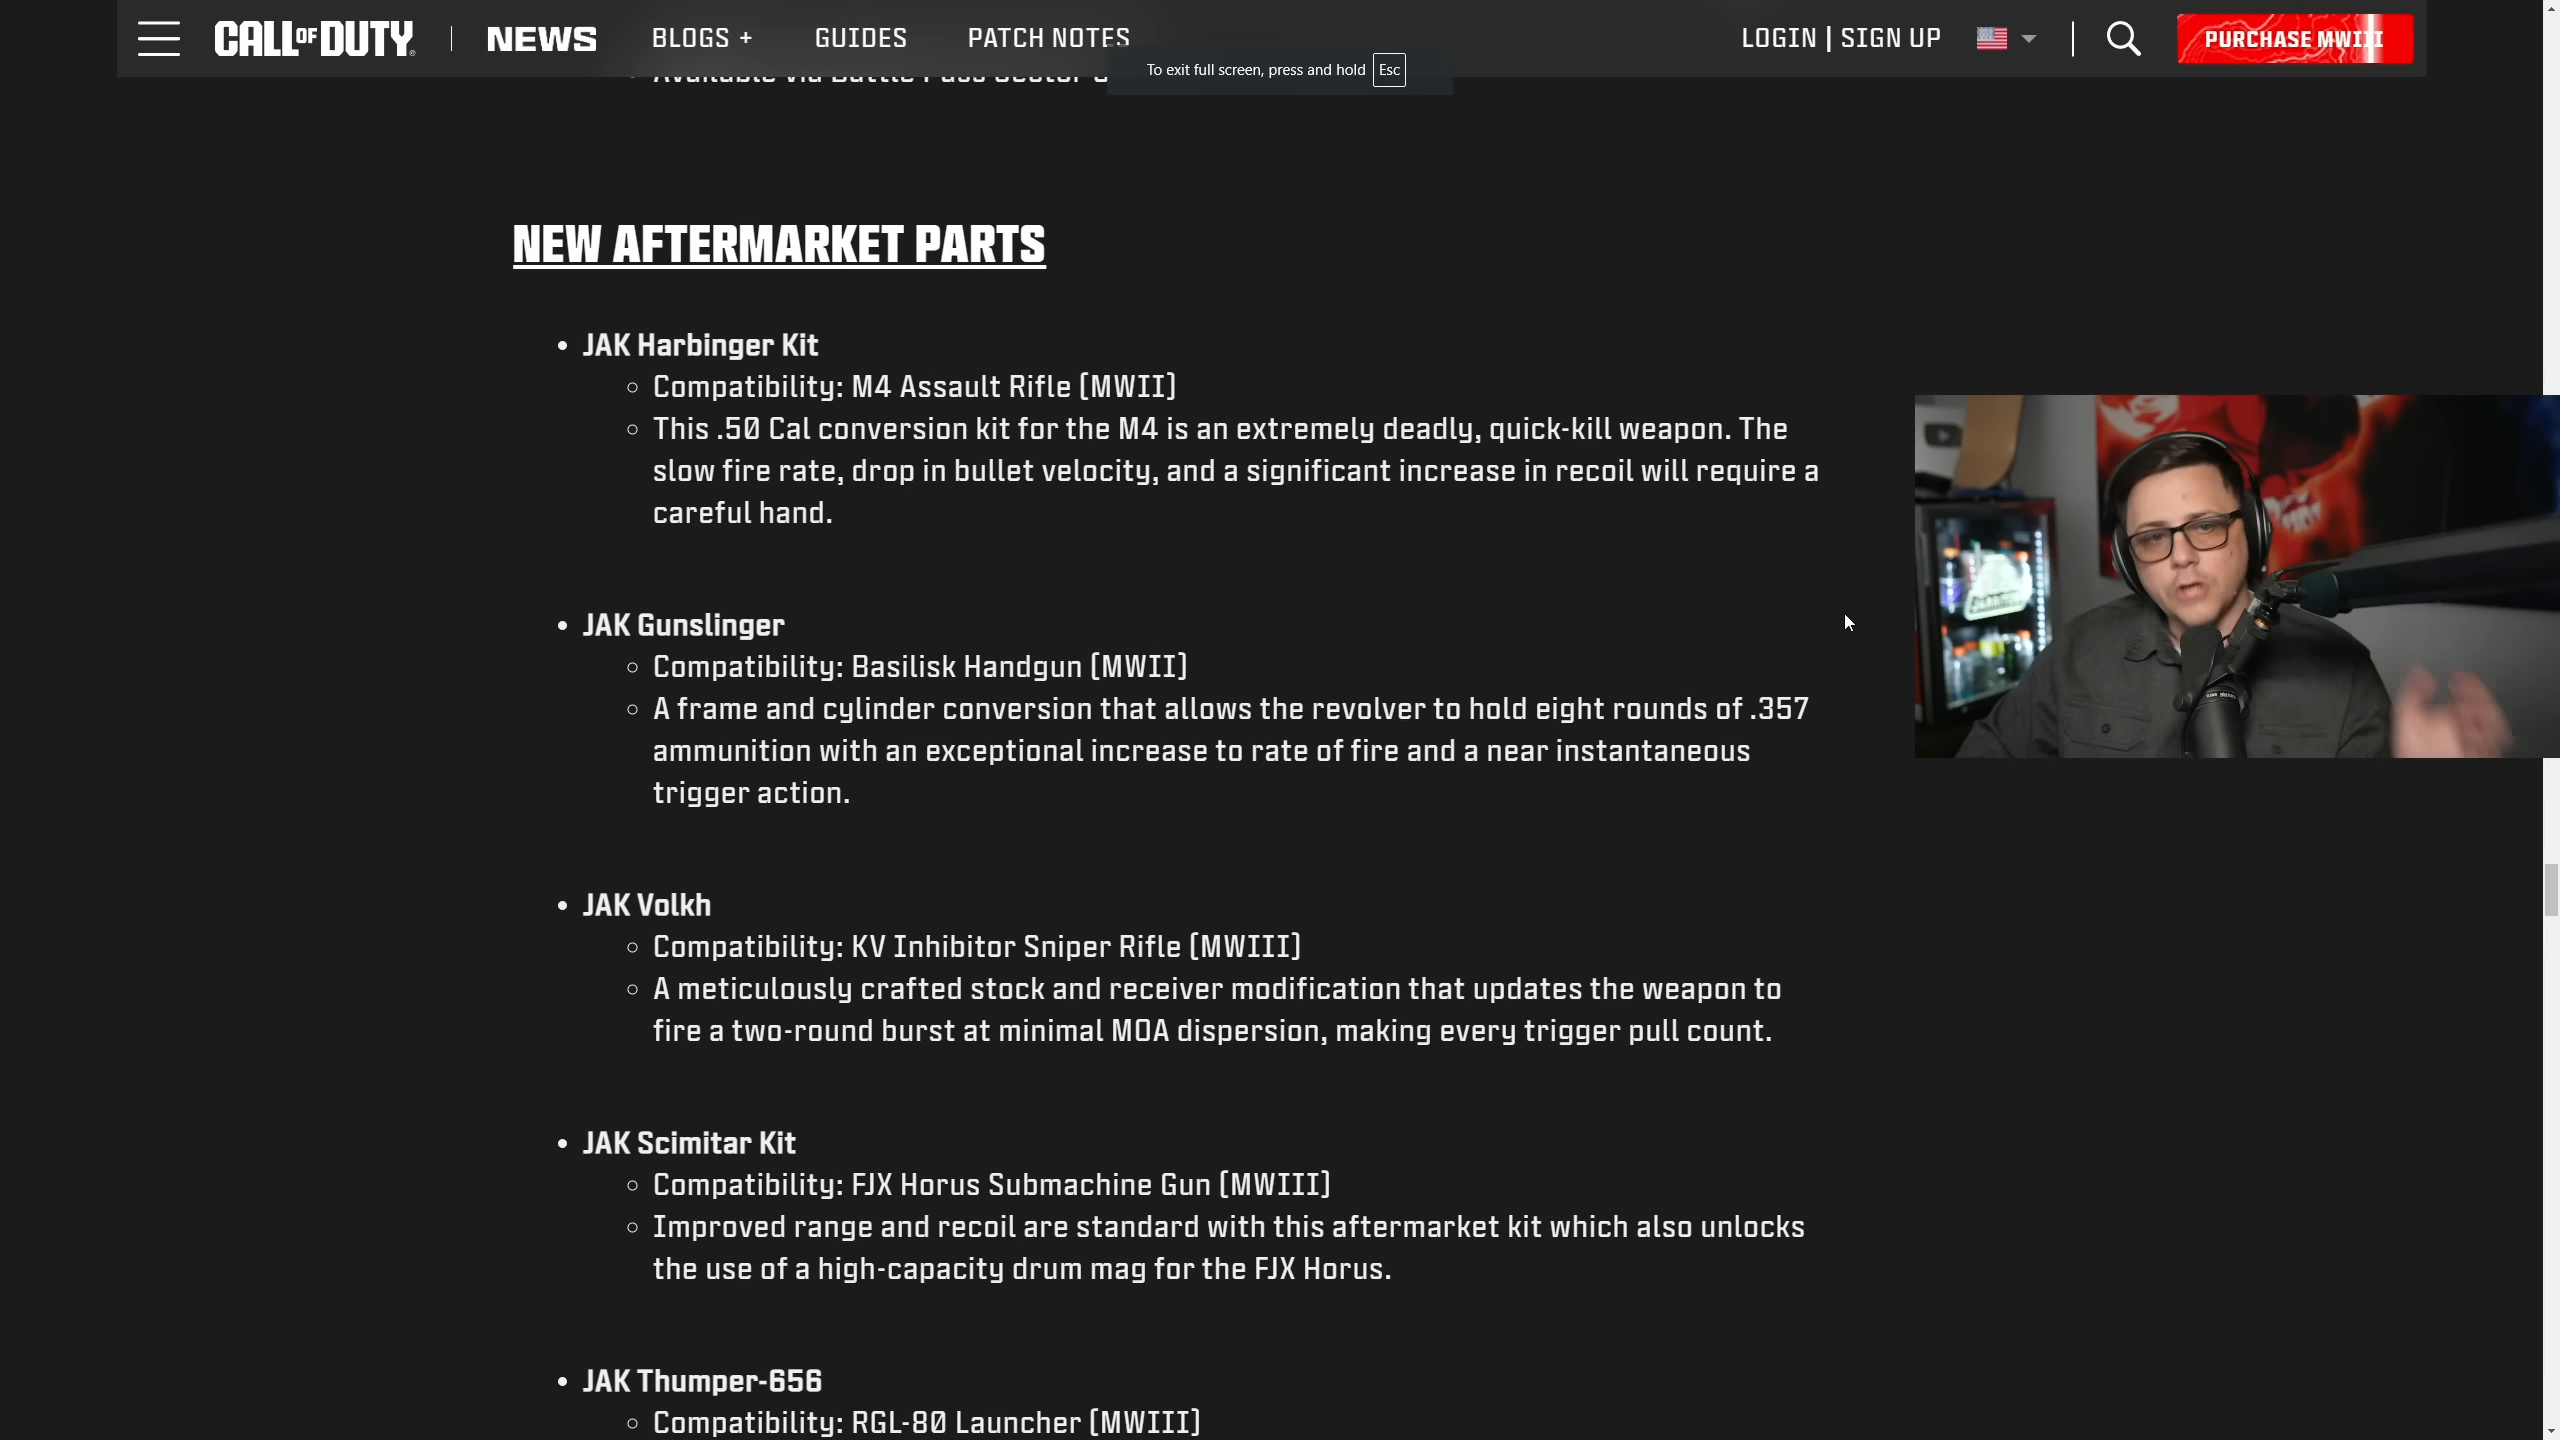 CALL OF DUTY
NEWS
BLOGS +
GUIDES
PATCH NOTES
LOGIN | SIGN UP
PURCHASE MWIII
To exit full screen, press and hold Esc
Available via Battle Pass Sector
NEW AFTERMARKET PARTS
• JAK Harbinger Kit
○ Compatibility: M4 Assault Rifle (MWII)
○ This .50 Cal conversion kit for the M4 is an extremely deadly, quick-kill weapon. The
slow fire rate, drop in bullet velocity, and a significant increase in recoil will require a
careful hand.
• JAK Gunslinger
○ Compatibility: Basilisk Handgun (MWII)
○ A frame and cylinder conversion that allows the revolver to hold eight rounds of .357
ammunition with an exceptional increase to rate of fire and a near instantaneous
trigger action.
• JAK Volkh
○ Compatibility: KV Inhibitor Sniper Rifle (MWIII)
○ A meticulously crafted stock and receiver modification that updates the weapon to
fire a two-round burst at minimal MOA dispersion, making every trigger pull count.
• JAK Scimitar Kit
○ Compatibility: FJX Horus Submachine Gun (MWIII)
○ Improved range and recoil are standard with this aftermarket kit which also unlocks
the use of a high-capacity drum mag for the FJX Horus.
• JAK Thumper-656
○ Compatibility: RGL-80 Launcher (MWIII)